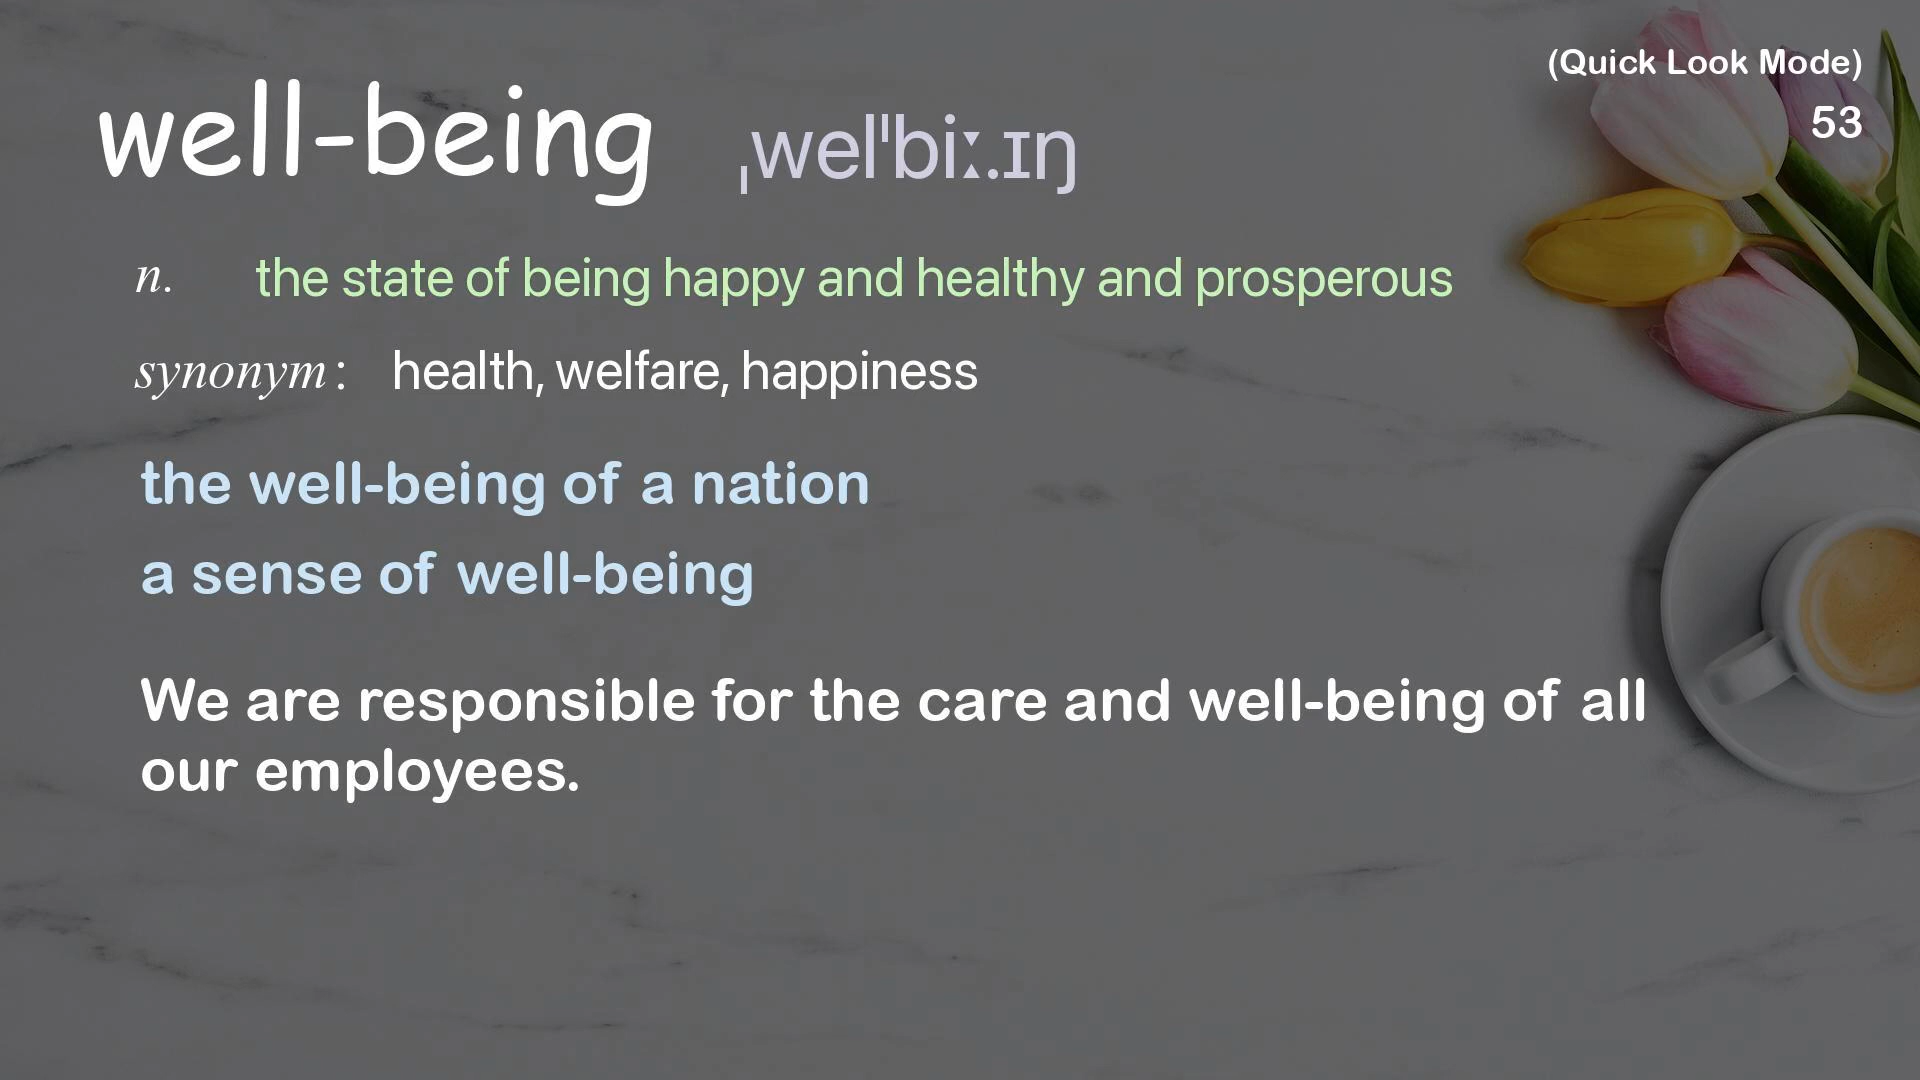 (Quick Look Mode)
53
well-being ˌwelˈbiː.ɪŋ
n. the state of being happy and healthy and prosperous
synonym: health, welfare, happiness
the well-being of a nation
a sense of well-being
We are responsible for the care and well-being of all
our employees.